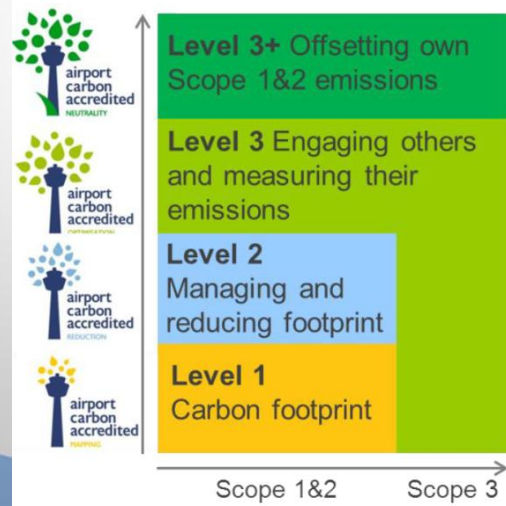 airport
carbon
accredited
NEUTRALITY
Level 3+ Offsetting own
Scope 1&2 emissions
airport
carbon
accredited
OPTIMISATION
Level 3 Engaging others
and measuring their
emissions
airport
carbon
accredited
REDUCTION
Level 2
Managing and
reducing footprint
airport
carbon
accredited
MAPPING
Level 1
Carbon footprint
Scope 1&2
Scope 3